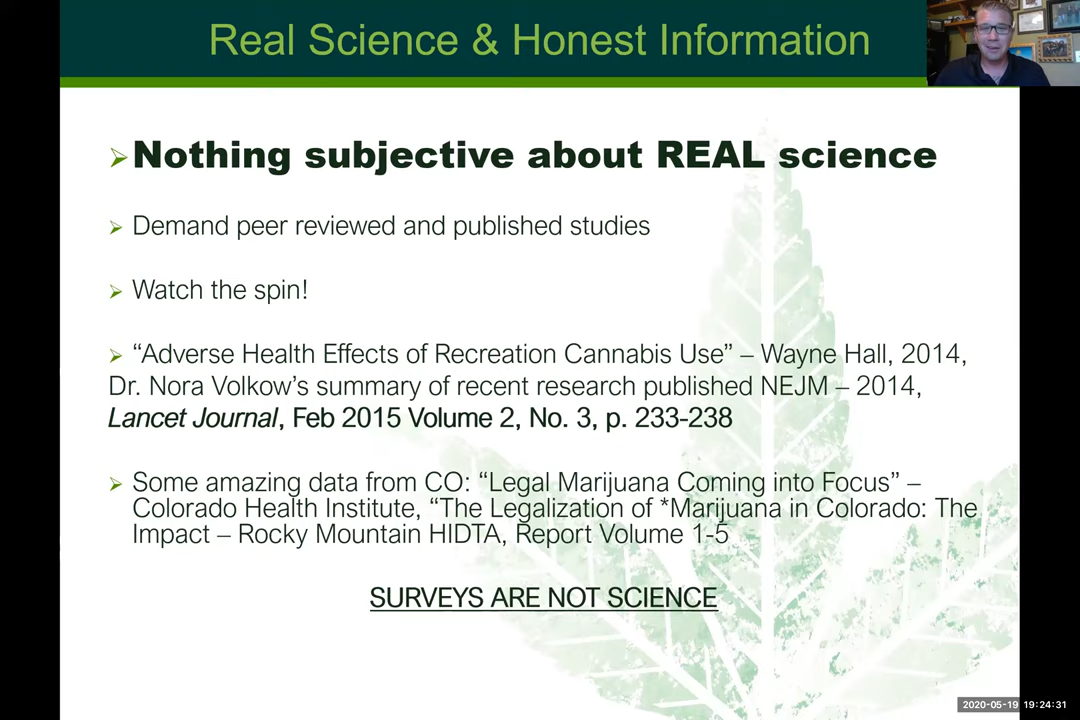 Real Science & Honest Information
➢Nothing subjective about REAL science
➢ Demand peer reviewed and published studies
➢ Watch the spin!
➢ “Adverse Health Effects of Recreation Cannabis Use” – Wayne Hall, 2014,
Dr. Nora Volkow’s summary of recent research published NEJM – 2014,
Lancet Journal, Feb 2015 Volume 2, No. 3, p. 233-238
➢ Some amazing data from CO: “Legal Marijuana Coming into Focus” –
Colorado Health Institute, “The Legalization of *Marijuana in Colorado: The
Impact – Rocky Mountain HIDTA, Report Volume 1-5
SURVEYS ARE NOT SCIENCE
2020-05-19 19:24:31